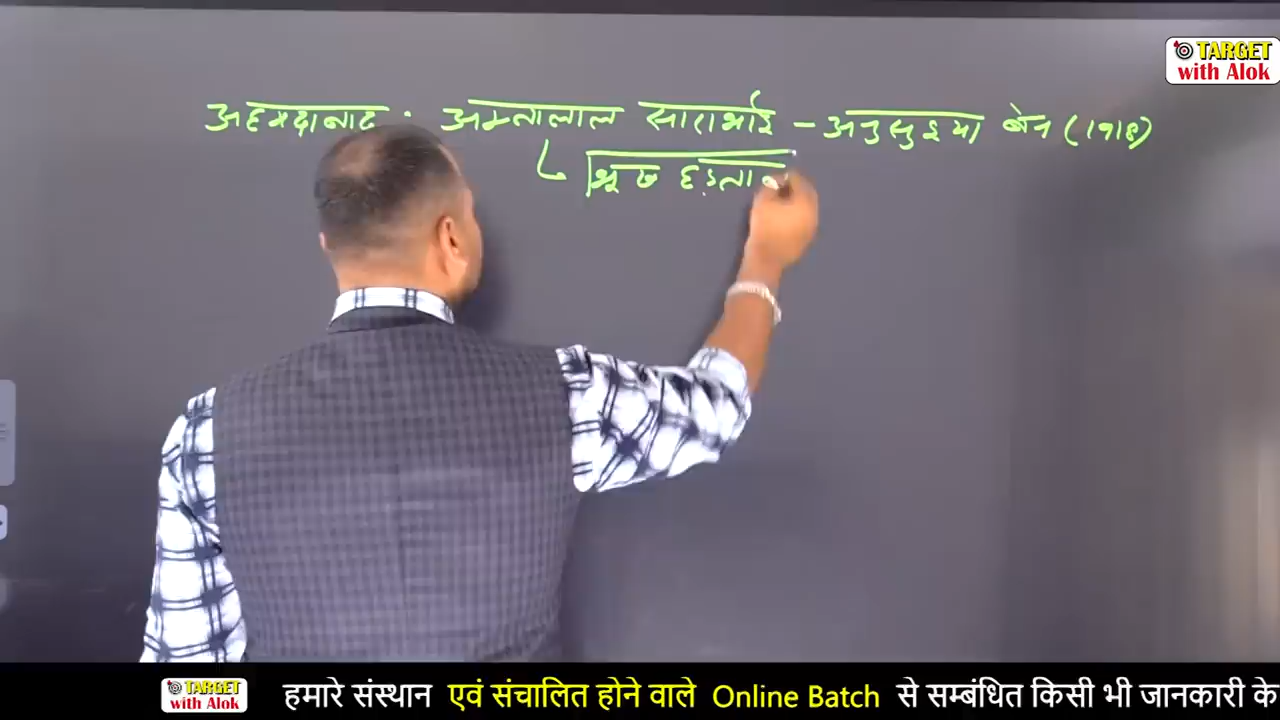 TARGET
with Alok
अहमदाबाद . अम्बालाल साराभाई - अनुसुइया बेन (1918)
भूख हड़ताल
TARGET
with Alok
हमारे संस्थान एवं संचालित होने वाले Online Batch से सम्बंधित किसी भी जानकारी के